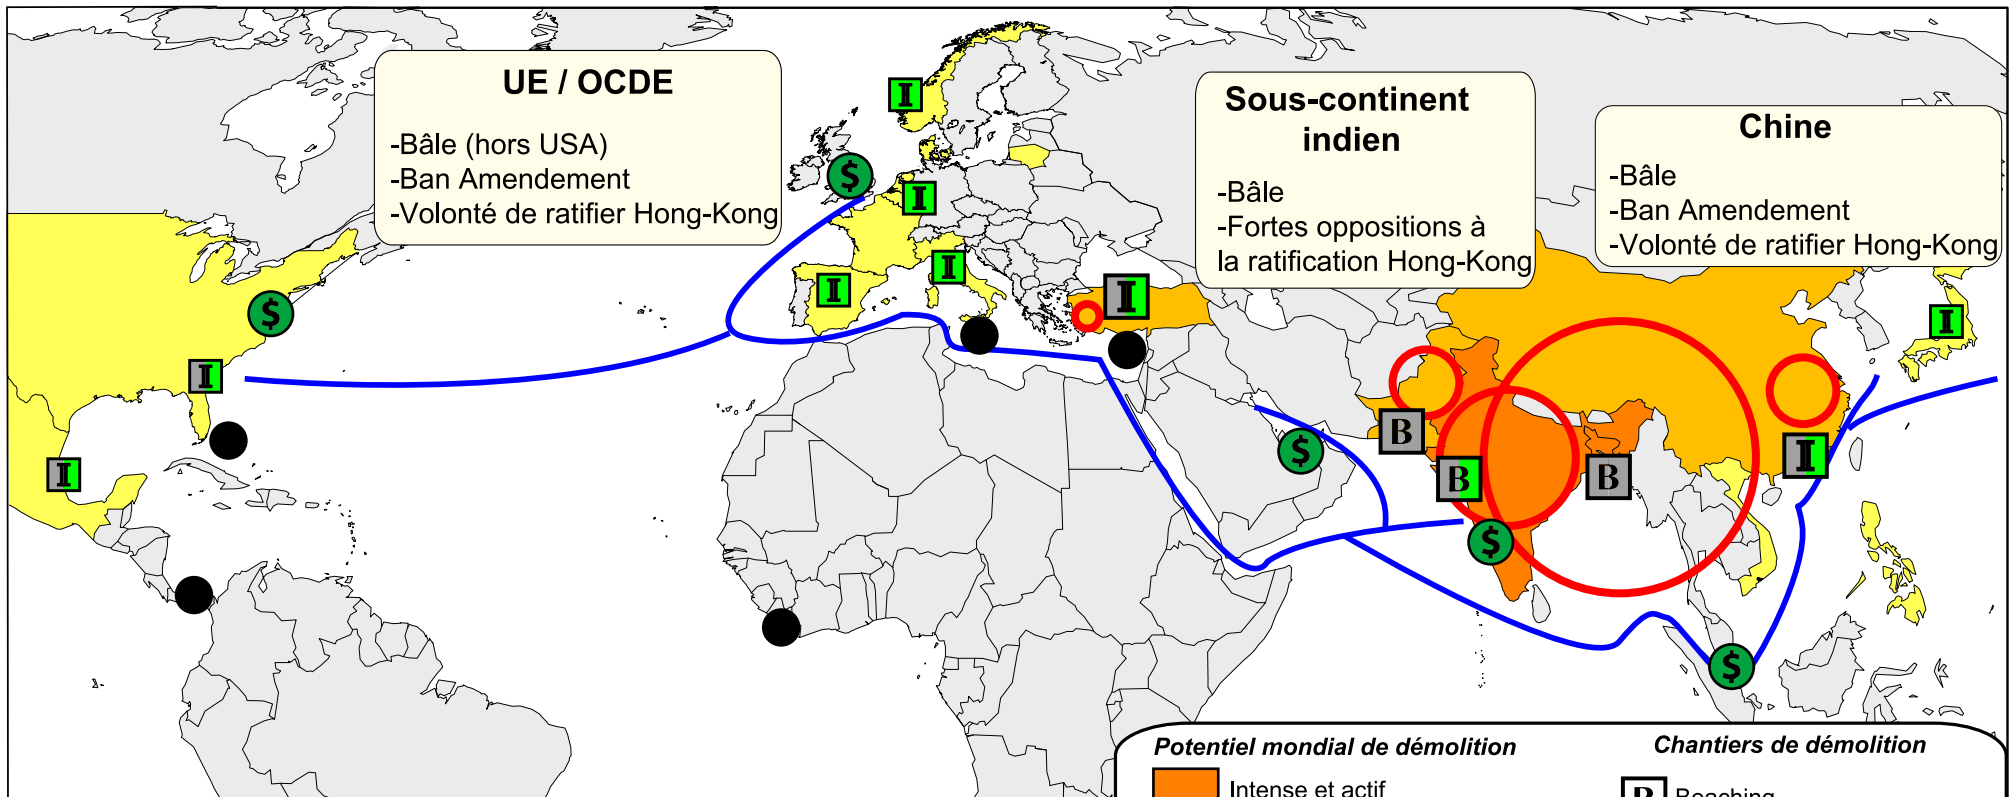 UE / OCDE
-Bâle (hors USA)
-Ban Amendement
-Volonté de ratifier Hong-Kong
Sous-continent
indien
-Bâle
-Fortes oppositions à
la ratification Hong-Kong
Chine
-Bâle
-Ban Amendement
-Volonté de ratifier Hong-Kong
I
$
I
I
I
I
$
I
I
I
B
B
B
$
$
I
I
$
Potentiel mondial de démolition
Intense et actif
Chantiers de démolition
B Beaching